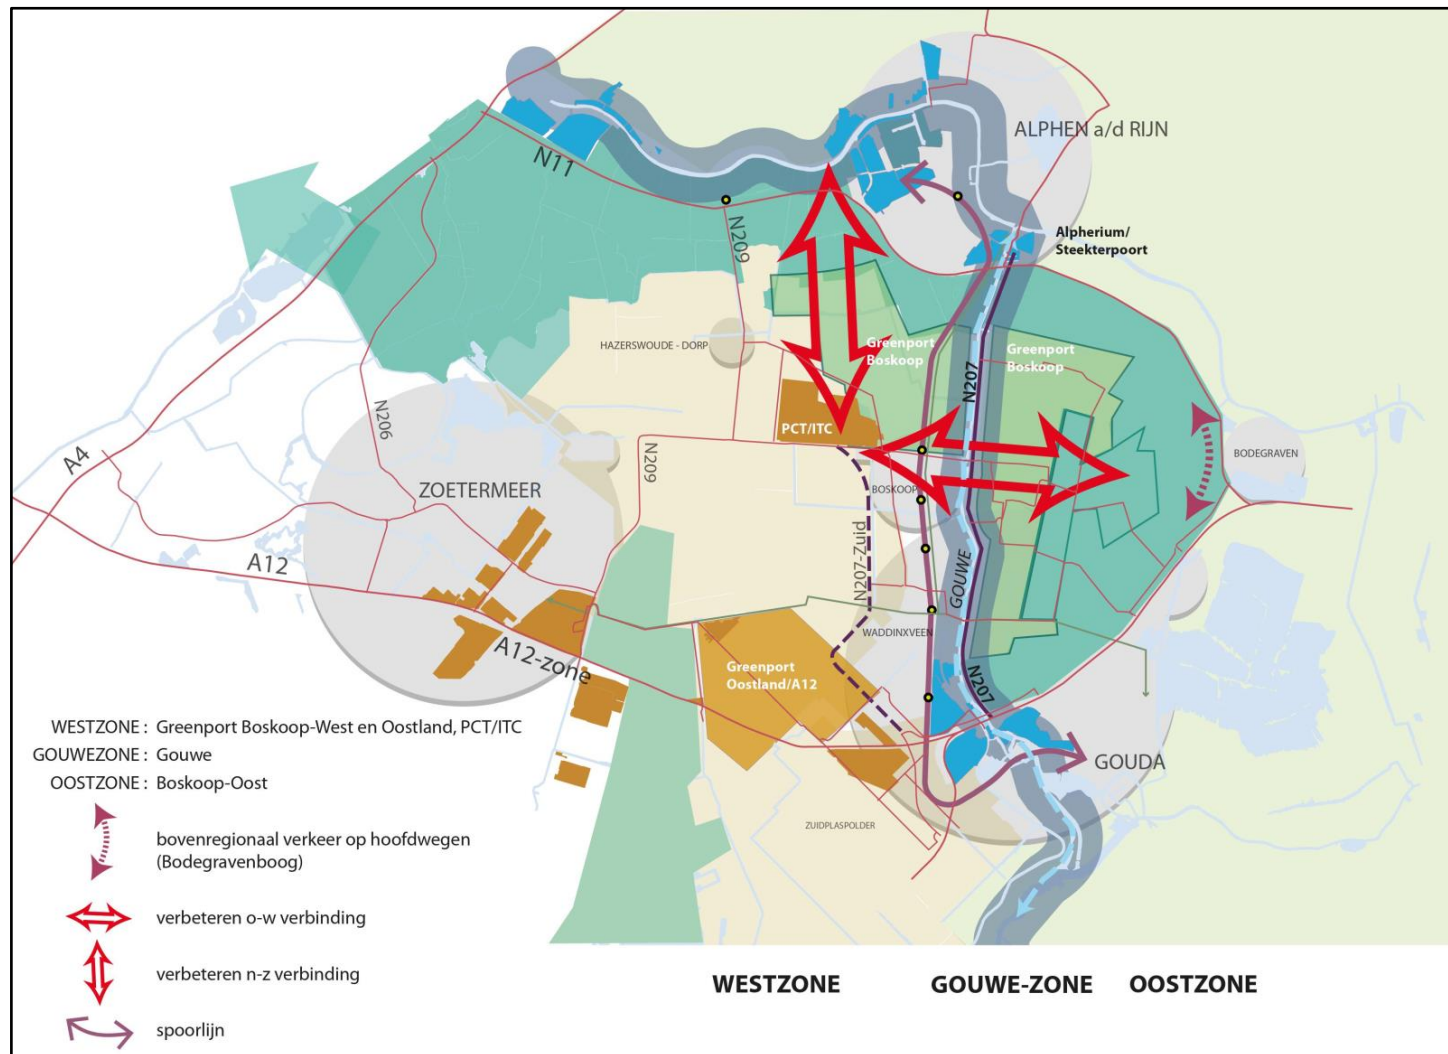 ALPHEN a/d RIJN
N11
N209
Alpherium/
Steekterpoort
HAZERSWOUDE - DORP
Greenport
Boskoop
Greenport
Boskoop
N207
N206
PCT/ITC
A4
N209
ZOETERMEER
BOSKOOP
BODEGRAVEN
A12
N207-Zuid
GOUWE
WADDINXVEEN
A12-zone
Greenport
Oostland/A12
N207
GOUDA
ZUIDPLASPOLDER
WESTZONE : Greenport Boskoop-West en Oostland, PCT/ITC
GOUWEZONE : Gouwe
OOSTZONE : Boskoop-Oost
bovenregionaal verkeer op hoofdwegen
(Bodegravenboog)
verbeteren o-w verbinding
verbeteren n-z verbinding
spoorlijn
WESTZONE GOUWE-ZONE OOSTZONE